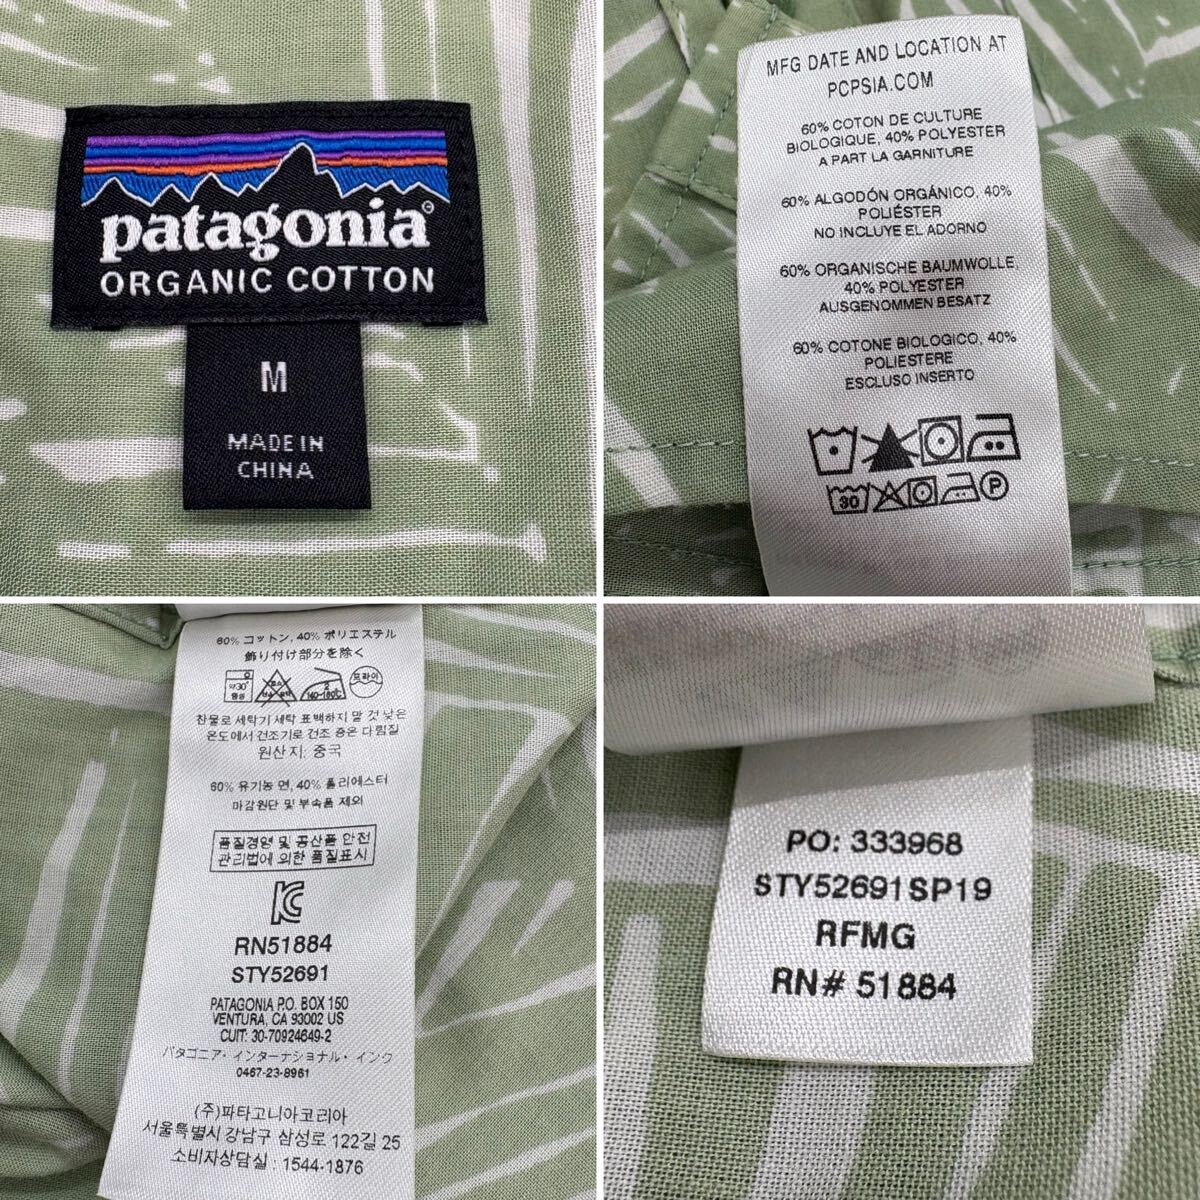 patagonia®
ORGANIC COTTON
M
MADE IN
CHINA
MFG DATE AND LOCATION AT
PCPSIA.COM
60% COTON DE CULTURE
BIOLOGIQUE, 40% POLYESTER
A PART LA GARNITURE
60% ALGODÓN ORGÁNICO, 40%
POLIÉSTER
NO INCLUYE EL ADORNO
60% ORGANISCHE BAUMWOLLE,
40% POLYESTER
AUSGENOMMEN BESATZ
60% COTONE BIOLOGICO, 40%
POLIESTERE
ESCLUSO INSERTO
30 P
60% コットン, 40% ポリエステル
飾り付け部分を除く
약30° 중성
2 140-160℃
드라이
찬물로 세탁기 세탁 표백하지 말 것 낮은
온도에서 건조기로 건조 중온 다림질
원산지: 중국
60% 유기농 면, 40% 폴리에스터
마감원단 및 부속품 제외
품질경영 및 공산품 안전
관리법에 의한 품질표시
RN51884
STY52691
PATAGONIA P.O. BOX 150
VENTURA, CA 93002 US
CUIT: 30-70924649-2
パタゴニア・インターナショナル・インク
0467-23-8961
(주)파타고니아코리아
서울특별시 강남구 삼성로 122길 25
소비자상담실 : 1544-1876
PO: 333968
STY52691SP19
RFMG
RN# 51884